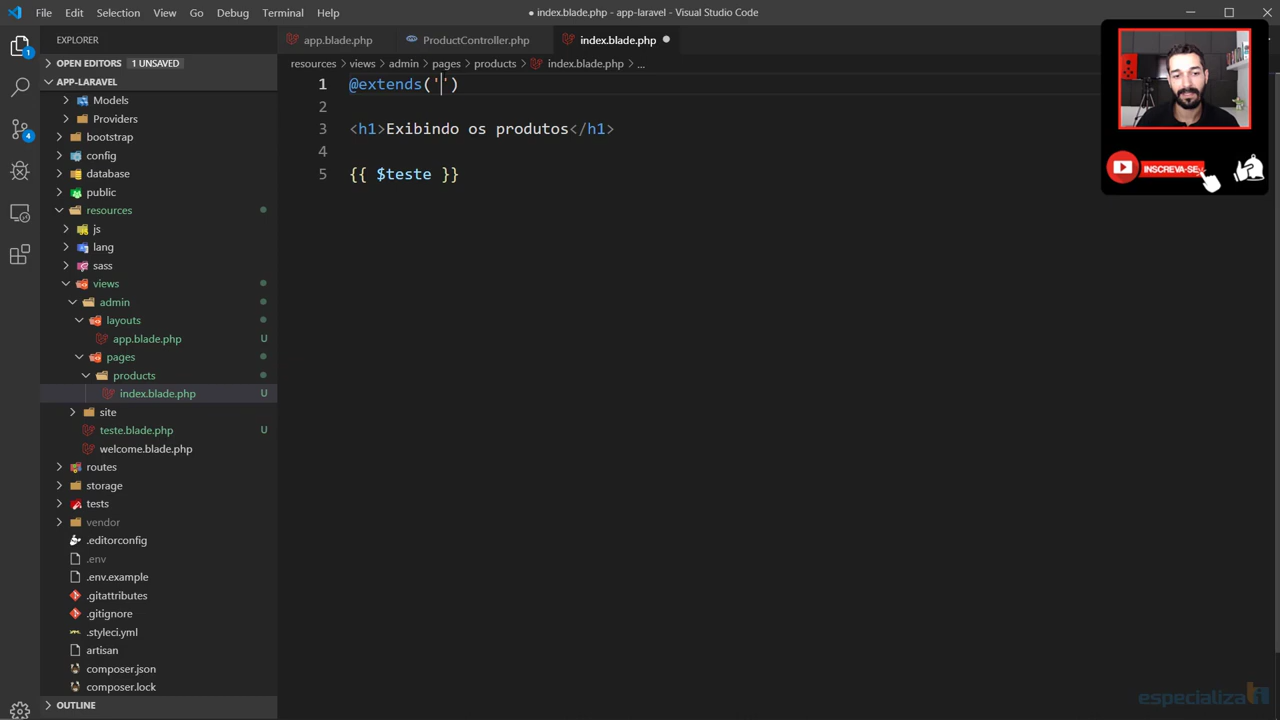 File Edit Selection View Go Debug Terminal Help
● index.blade.php - app-laravel - Visual Studio Code
EXPLORER
app.blade.php
ProductController.php
index.blade.php
OPEN EDITORS 1 UNSAVED
resources > views > admin > pages > products > index.blade.php > ...
APP-LARAVEL
1 @extends('')
2
3 <h1>Exibindo os produtos</h1>
4
5 {{ $teste }}
Models
Providers
bootstrap
config
database
public
resources
js
lang
sass
views
admin
layouts
app.blade.php U
pages
products
index.blade.php U
site
teste.blade.php U
welcome.blade.php
routes
storage
tests
vendor
.editorconfig
.env
.env.example
.gitattributes
.gitignore
.styleci.yml
artisan
composer.json
composer.lock
OUTLINE
1
4
INSCREVA-SE
especializati